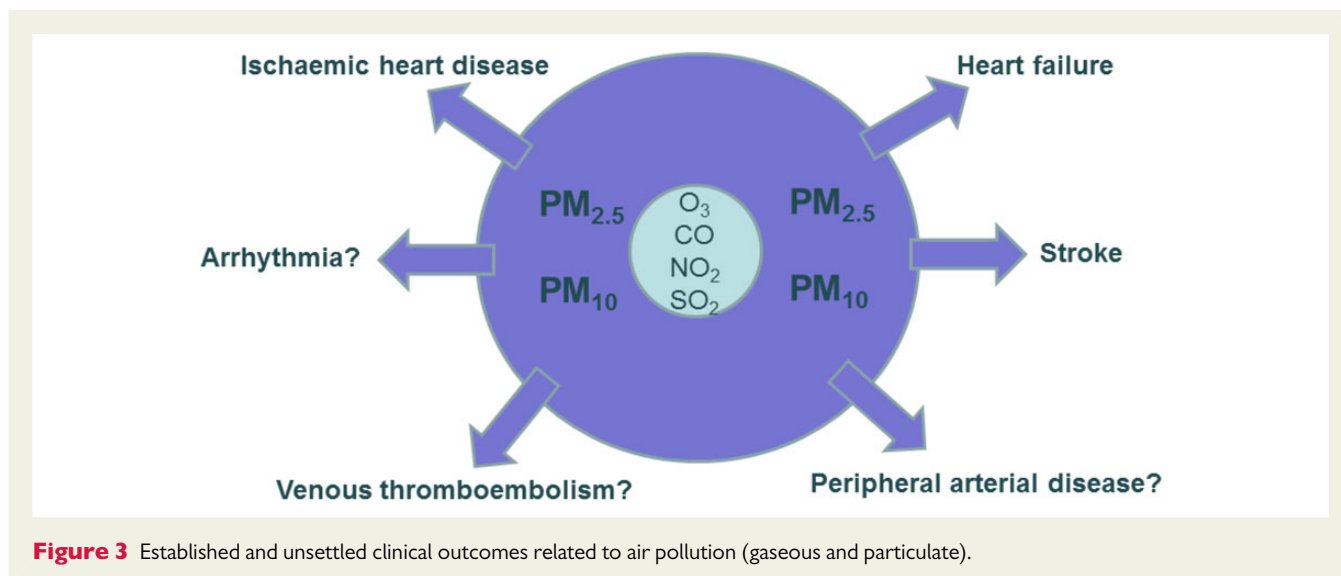 Ischaemic heart disease
Heart failure
PM2.5
O3
PM2.5
CO
Arrhythmia?
Stroke
NO2
PM10
PM10
SO2
Venous thromboembolism?
Peripheral arterial disease?
Figure 3 Established and unsettled clinical outcomes related to air pollution (gaseous and particulate).